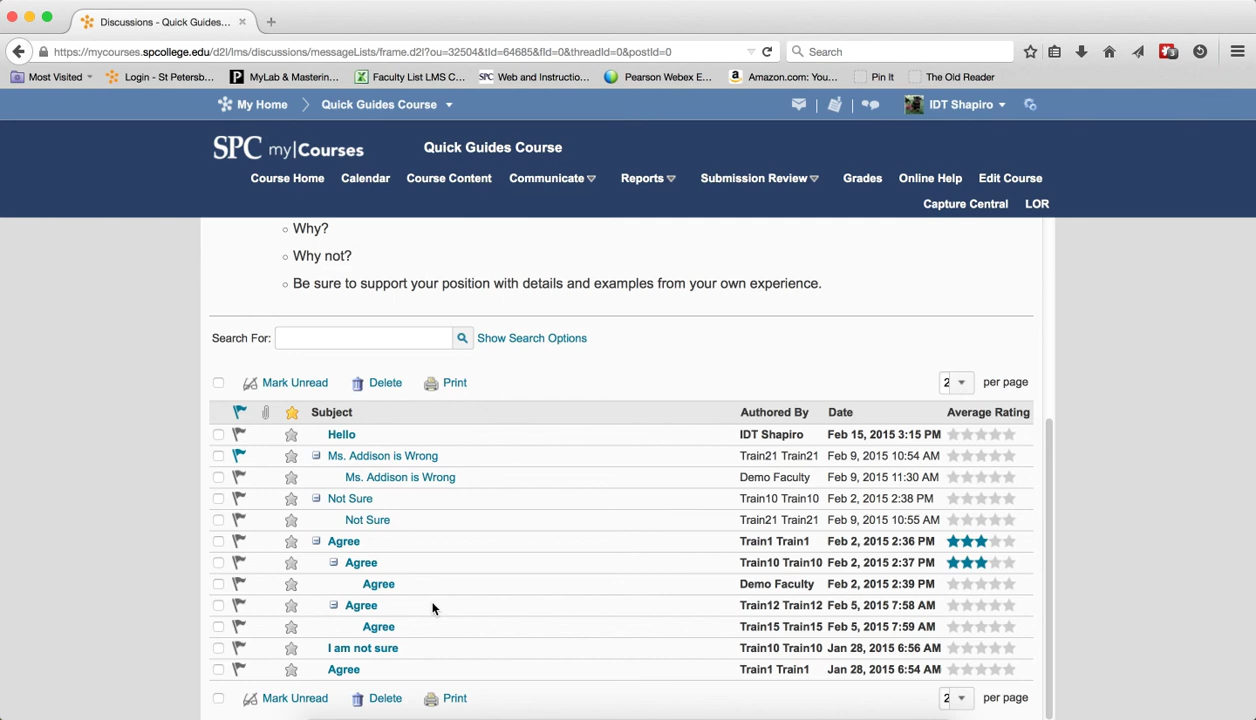 Discussions - Quick Guides...
https://mycourses.spcollege.edu/d2l/lms/discussions/messageLists/frame.d2l?ou=32504&tId=64685&fId=0&threadId=0&postId=0
Search
3
Most Visited
Login - St Petersb...
P MyLab & Mastering...
Faculty List LMS C...
SPC Web and Instructio...
Pearson Webex E...
a Amazon.com: You...
Pin It
The Old Reader
My Home
Quick Guides Course
IDT Shapiro
SPC my|Courses
Quick Guides Course
Course Home Calendar Course Content Communicate Reports Submission Review Grades Online Help Edit Course
Capture Central LOR
Why?
Why not?
Be sure to support your position with details and examples from your own experience.
Search For:
Show Search Options
Mark Unread Delete Print 2 per page
Subject Authored By Date Average Rating
Hello IDT Shapiro Feb 15, 2015 3:15 PM
Ms. Addison is Wrong Train21 Train21 Feb 9, 2015 10:54 AM
Ms. Addison is Wrong Demo Faculty Feb 9, 2015 11:30 AM
Not Sure Train10 Train10 Feb 2, 2015 2:38 PM
Not Sure Train21 Train21 Feb 9, 2015 10:55 AM
Agree Train1 Train1 Feb 2, 2015 2:36 PM
Agree Train10 Train10 Feb 2, 2015 2:37 PM
Agree Demo Faculty Feb 2, 2015 2:39 PM
Agree Train12 Train12 Feb 5, 2015 7:58 AM
Agree Train15 Train15 Feb 5, 2015 7:59 AM
I am not sure Train10 Train10 Jan 28, 2015 6:56 AM
Agree Train1 Train1 Jan 28, 2015 6:54 AM
Mark Unread Delete Print 2 per page